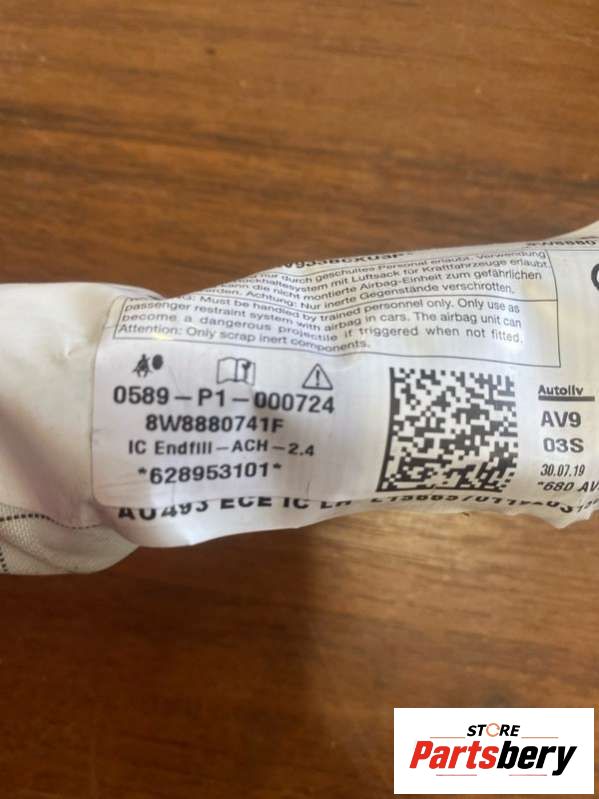 nur durch geschultes Personal erlaubt. Verwendung
mit Luftsack für Kraftfahrzeuge erlaubt.
kann die nicht montierte Airbag-Einheit zum gefährlichen
Achtung: Nur inerte Gegenstände verschrotten.
Must be handled by trained personnel only. Only use as
passenger restraint system with airbag in cars. The airbag unit can
become a dangerous projectile if triggered when not fitted.
Attention: Only scrap inert components.
0589-P1-000724
8W8880741F
IC Endfill-ACH-2.4
*628953101*
Autoliv
AV9
03S
30.07.19
*68D AV
AU493 ECE IC LH
STORE
Partsbery